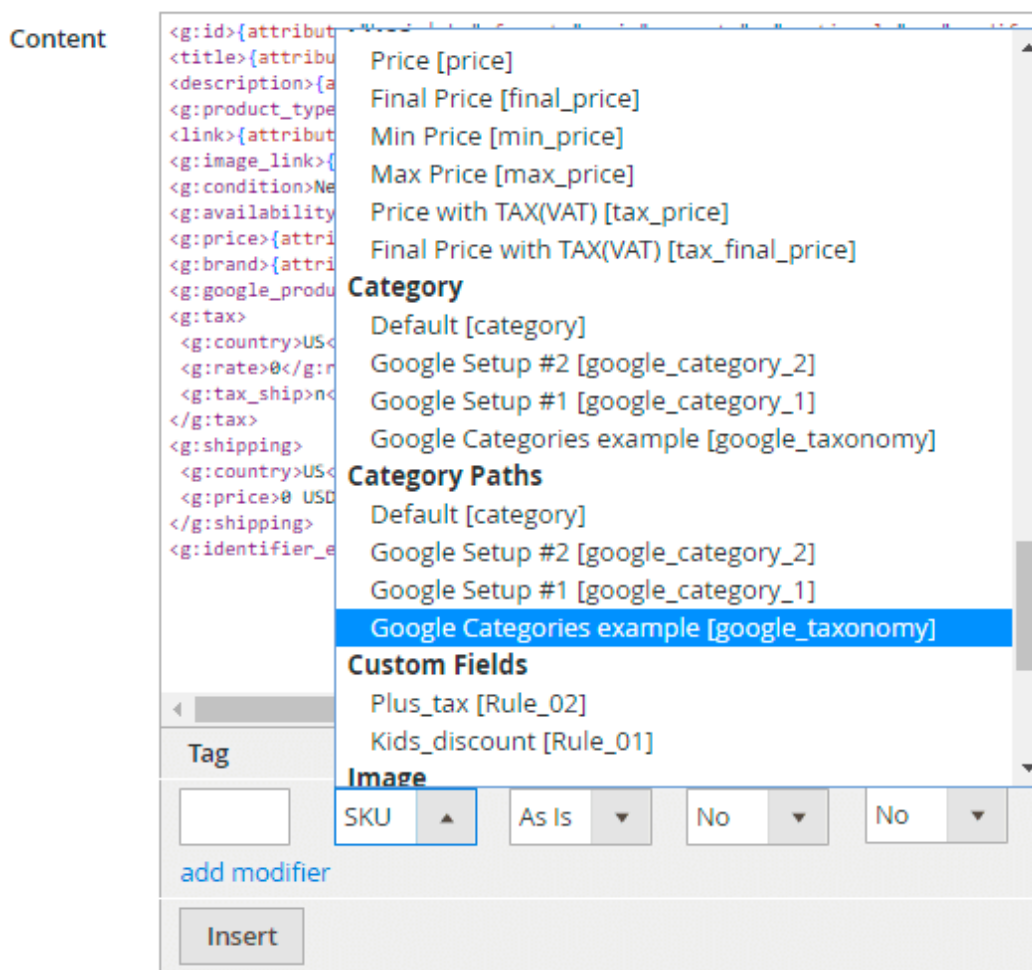 Content
<g:id>{attribut
<title>{attribu
<description>{a
<g:product_type
<link>{attribut
<g:image_link>{
<g:condition>Ne
<g:availability
<g:price>{attri
<g:brand>{attri
<g:google_produ
<g:tax>
<g:country>US<
<g:rate>0</g:r
<g:tax_ship>n<
</g:tax>
<g:shipping>
<g:country>US<
<g:price>0 USD
</g:shipping>
<g:identifier_e
Price [price]
Final Price [final_price]
Min Price [min_price]
Max Price [max_price]
Price with TAX(VAT) [tax_price]
Final Price with TAX(VAT) [tax_final_price]
Category
Default [category]
Google Setup #2 [google_category_2]
Google Setup #1 [google_category_1]
Google Categories example [google_taxonomy]
Category Paths
Default [category]
Google Setup #2 [google_category_2]
Google Setup #1 [google_category_1]
Google Categories example [google_taxonomy]
Custom Fields
Plus_tax [Rule_02]
Kids_discount [Rule_01]
Image
Tag
SKU
As Is
No
No
add modifier
Insert